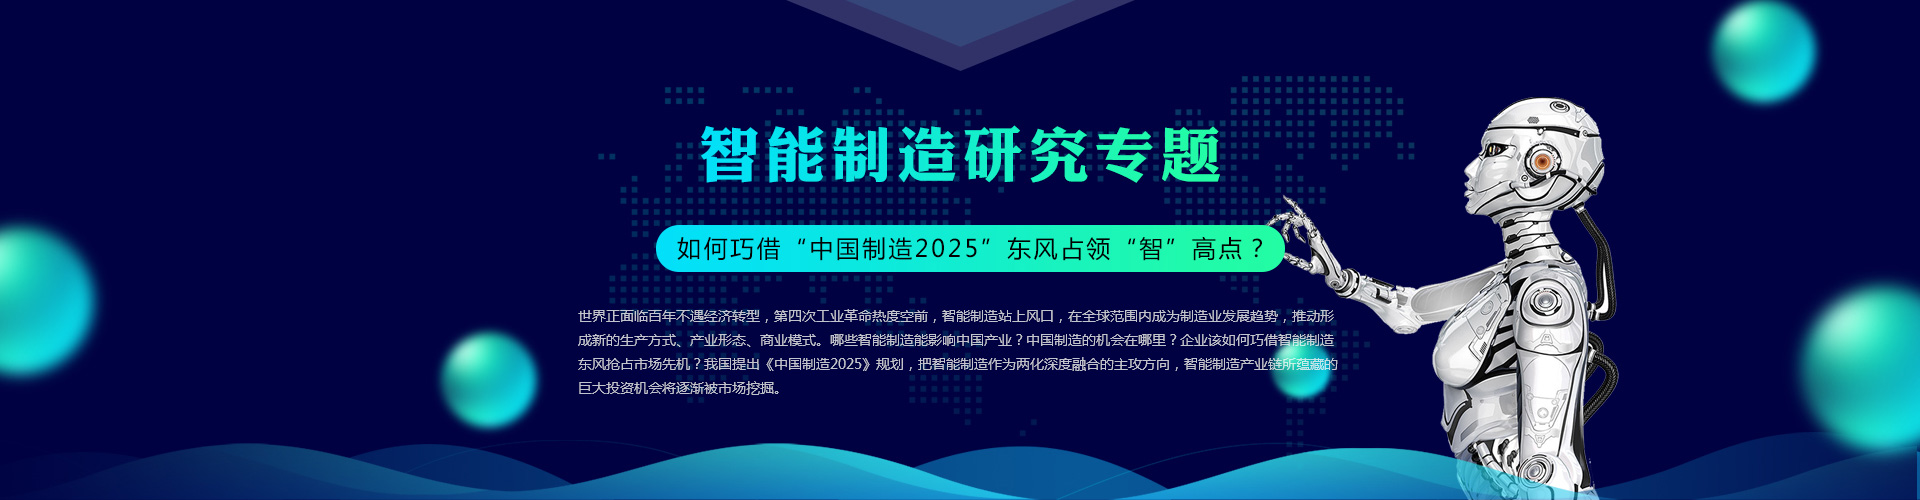 智能制造研究专题
如何巧借“中国制造2025”东风占领“智”高点？
世界正面临百年不遇经济转型，第四次工业革命热度空前，智能制造站上风口，在全球范围内成为制造业发展趋势，推动形
成新的生产方式、产业形态、商业模式。哪些智能制造能影响中国产业？中国制造的机会在哪里？企业该如何巧借智能制造
东风抢占市场先机？我国提出《中国制造2025》规划，把智能制造作为两化深度融合的主攻方向，智能制造产业链所蕴藏的
巨大投资机会将逐渐被市场挖掘。